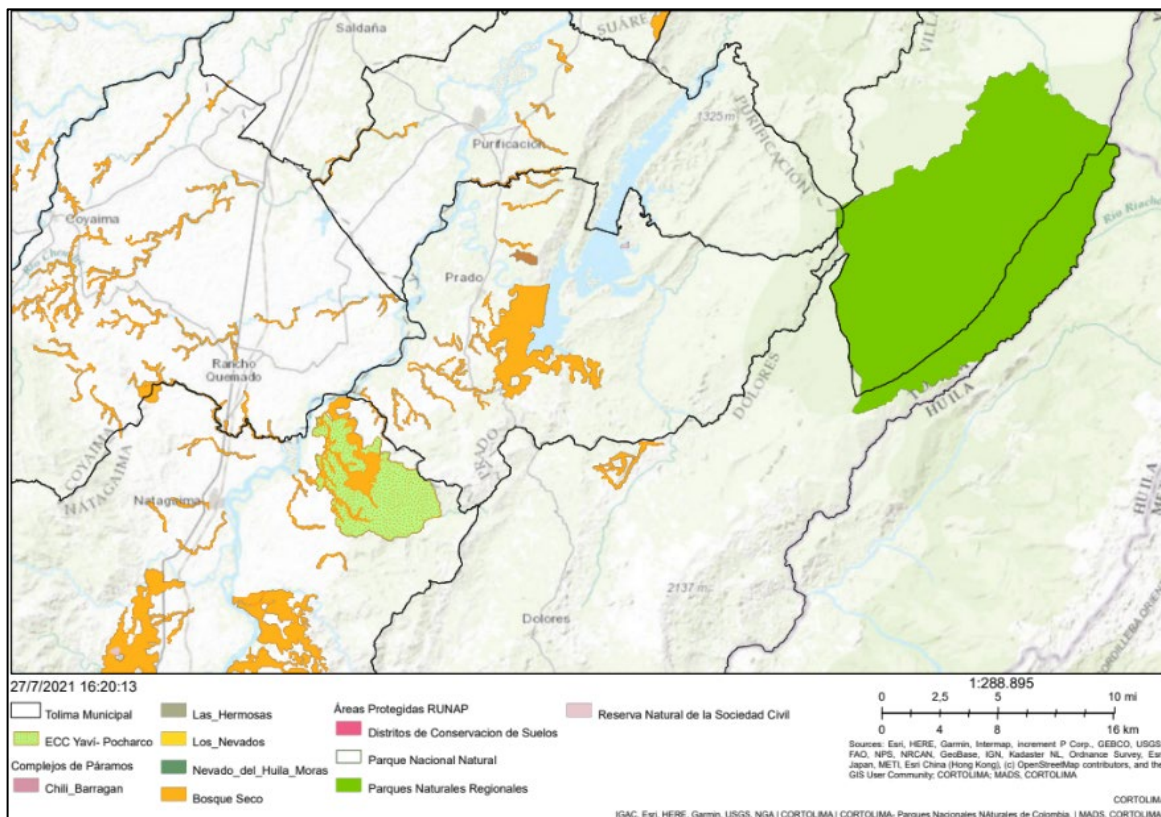 SUÁREZ
VILLA
Saldaña
1325 m
PURIFICACIÓN
Purificación
Coyaima
Prado
Rancho
Quemado
DOLORES
HUILA
COYAIMA
NATAGAIMA
PRADO
Natagaima
2137 m
Dolores
HUILA
27/7/2021 16:20:13
Tolima Municipal
ECC Yaví- Pocharco
Complejos de Páramos
Chili_Barragan
Las_Hermosas
Los_Nevados
Nevado_del_Huila_Moras
Bosque Seco
Áreas Protegidas RUNAP
Distritos de Conservacion de Suelos
Parque Nacional Natural
Parques Naturales Regionales
Reserva Natural de la Sociedad Civil
1:288.895
0 2,5 5 10 mi
0 4 8 16 km
Sources: Esri, HERE, Garmin, Intermap, increment P Corp., GEBCO, USGS
FAO, NPS, NRCAN, GeoBase, IGN, Kadaster NL, Ordnance Survey, Esri
Japan, METI, Esri China (Hong Kong), (c) OpenStreetMap contributors, and the
GIS User Community; CORTOLIMA; MADS, CORTOLIMA
CORTOLIMA
IGAC, Esri, HERE, Garmin, USGS, NGA | CORTOLIMA | CORTOLIMA- Parques Nacionales NAturales de Colombia. | MADS, CORTOLIMA